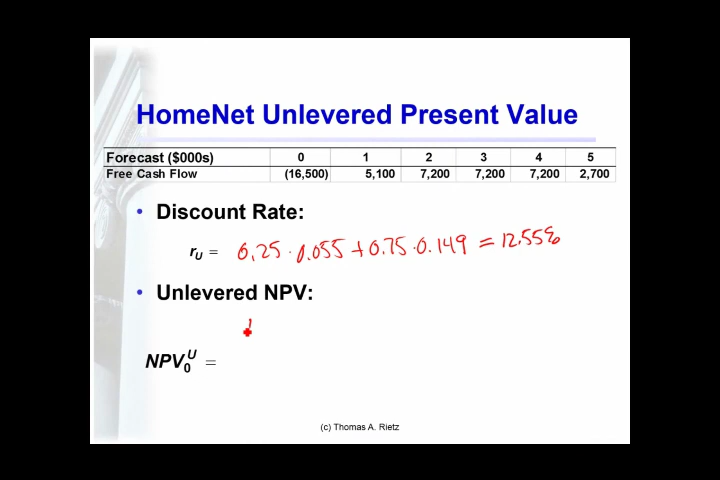 HomeNet Unlevered Present Value
Forecast ($000s) 0 1 2 3 4 5
Free Cash Flow (16,500) 5,100 7,200 7,200 7,200 2,700
• Discount Rate:
r_U = 0.25 · 0.055 + 0.75 · 0.149 = 12.55%
• Unlevered NPV:
NPV_0^U =
(c) Thomas A. Rietz